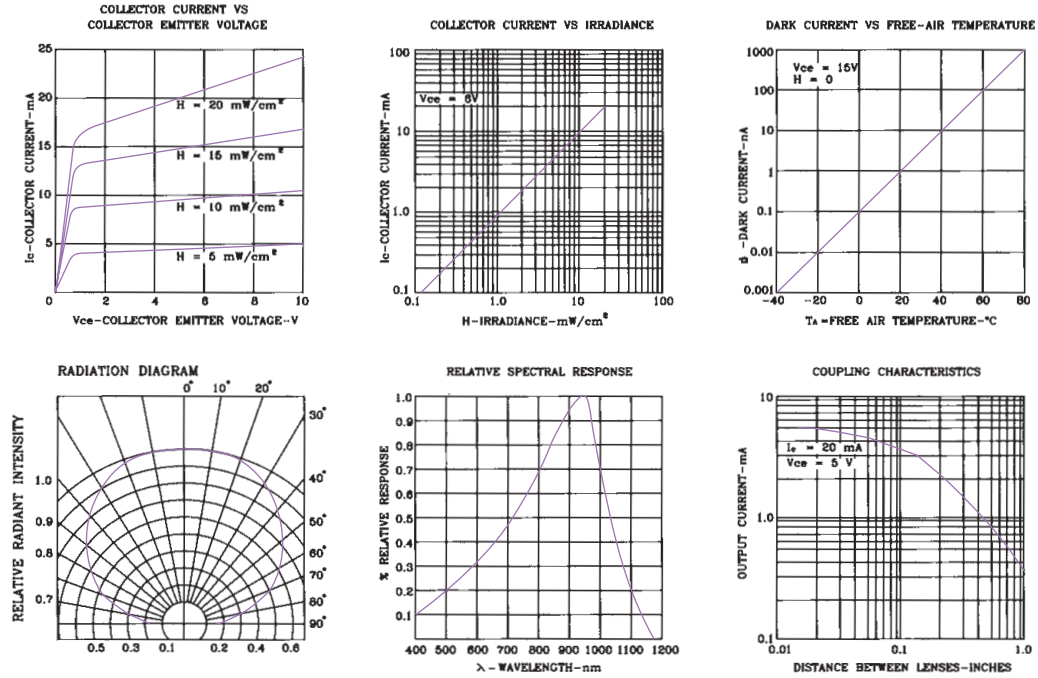 COLLECTOR CURRENT VS
COLLECTOR EMITTER VOLTAGE
Ic-COLLECTOR CURRENT-mA
25
20
15
10
5
0
H = 20 mW/cm²
H = 15 mW/cm²
H = 10 mW/cm²
H = 5 mW/cm²
0 2 4 6 8 10
Vce-COLLECTOR EMITTER VOLTAGE-V
COLLECTOR CURRENT VS IRRADIANCE
Ic-COLLECTOR CURRENT-mA
100
10
1.0
0.1
Vce = 5V
0.1 1.0 10 100
H-IRRADIANCE-mW/cm²
DARK CURRENT VS FREE-AIR TEMPERATURE
-DARK CURRENT-nA
1000
100
10
1
0.1
0.01
0.001
Vce = 15V
H = 0
-40 -20 0 20 40 60 80
TA=FREE AIR TEMPERATURE-°C
RADIATION DIAGRAM
RELATIVE RADIANT INTENSITY
0° 10° 20°
30°
40°
50°
60°
70°
80°
90°
1.0
0.9
0.8
0.7
0.5 0.3 0.1 0.2 0.4 0.6
RELATIVE SPECTRAL RESPONSE
% RELATIVE RESPONSE
1.0
0.9
0.8
0.7
0.6
0.5
0.4
0.3
0.2
0.1
400 500 600 700 800 900 1000 1100 1200
λ-WAVELENGTH-nm
COUPLING CHARACTERISTICS
OUTPUT CURRENT-mA
10
1.0
0.1
Ie = 20 mA
Vce = 5 V
0.1 1.0
DISTANCE BETWEEN LENSES-INCHES